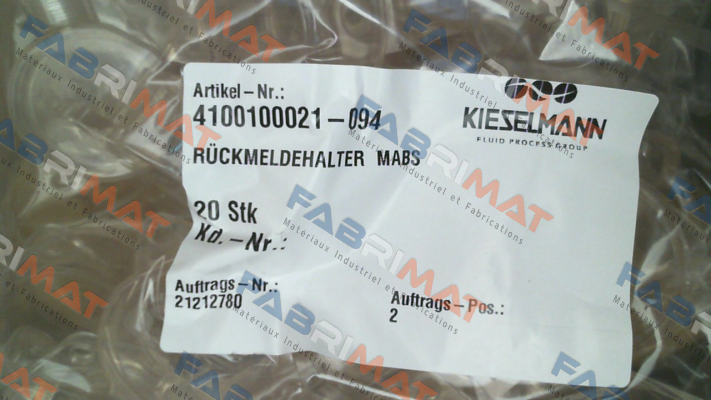 Artikel-Nr.:
4100100021-094
KIESELMANN
FLUID PROCESS GROUP
RÜCKMELDEHALTER MABS
20 Stk
Kd.-Nr.:
Auftrags-Nr.:
21212780
Auftrags-Pos.:
2
FABRIMAT
Materiaux Industriel et Fabrications